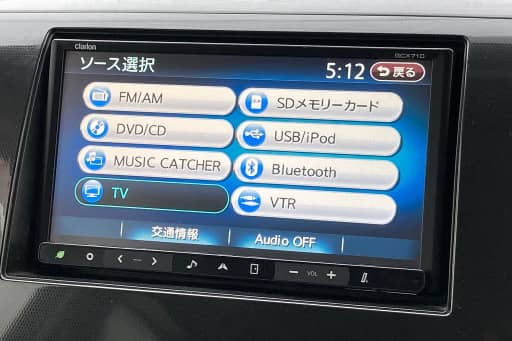 Clarion
ソース選択
5:12
戻る
FM/AM
SDメモリーカード
DVD/CD
USB/iPod
MUSIC CATCHER
Bluetooth
TV
VTR
交通情報
Audio OFF
VOL